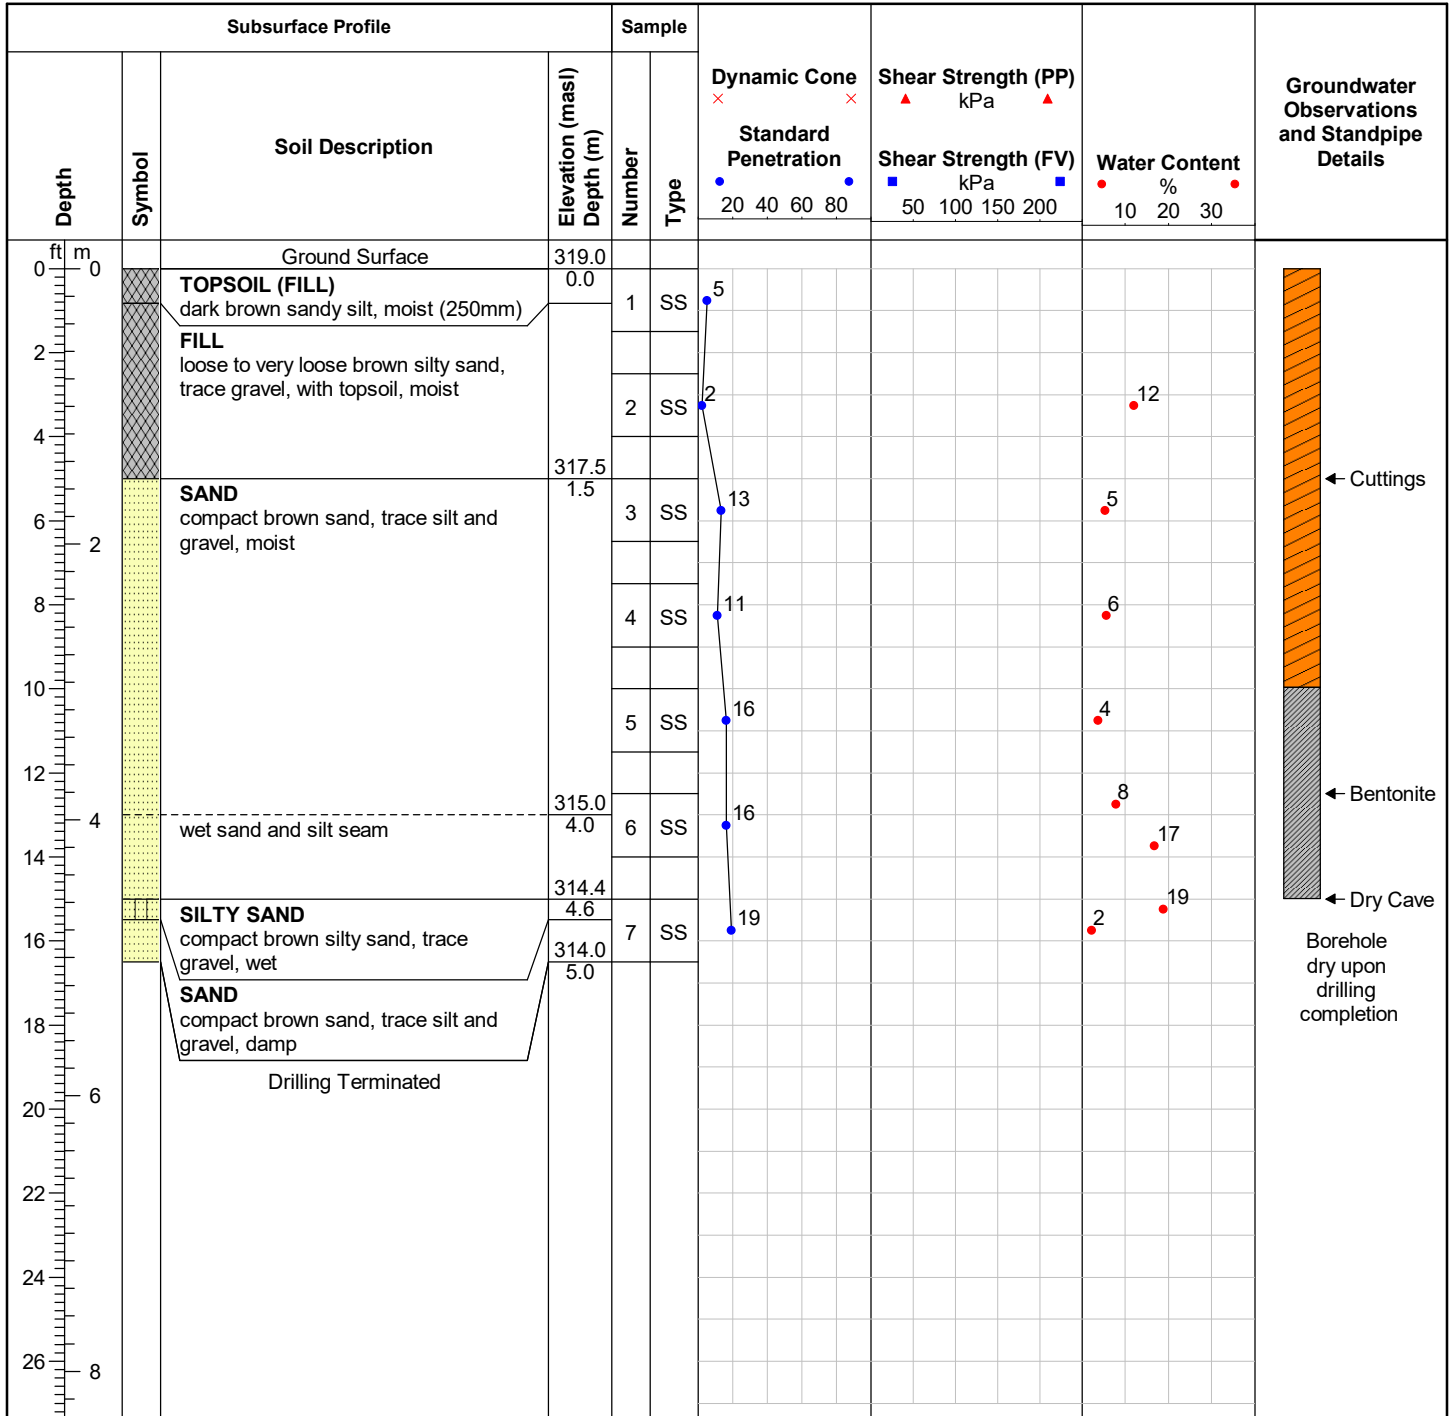 Subsurface Profile
Sample
Depth
Symbol
Soil Description
Elevation (masl)
Depth (m)
Number
Type
Dynamic Cone
Standard
Penetration
20 40 60 80
Shear Strength (PP)
kPa
Shear Strength (FV)
kPa
50 100 150 200
Water Content
%
10 20 30
Groundwater
Observations
and Standpipe
Details
ft m
Ground Surface 319.0
0 0
0.0
TOPSOIL (FILL)
dark brown sandy silt, moist (250mm)
1 SS 5
FILL
2
loose to very loose brown silty sand,
trace gravel, with topsoil, moist
2 SS 2 12
4
317.5
1.5
Cuttings
SAND
compact brown sand, trace silt and
gravel, moist
3 SS 13 5
6
2
8
4 SS 11 6
10
5 SS 16 4
12
315.0
4.0
8
Bentonite
4
wet sand and silt seam
6 SS 16
17
14
314.4
4.6
19
Dry Cave
SILTY SAND
compact brown silty sand, trace
gravel, wet
7 SS 19 2
16
314.0
5.0
Borehole
dry upon
drilling
completion
SAND
compact brown sand, trace silt and
gravel, damp
18
Drilling Terminated
6
20
22
24
26
8